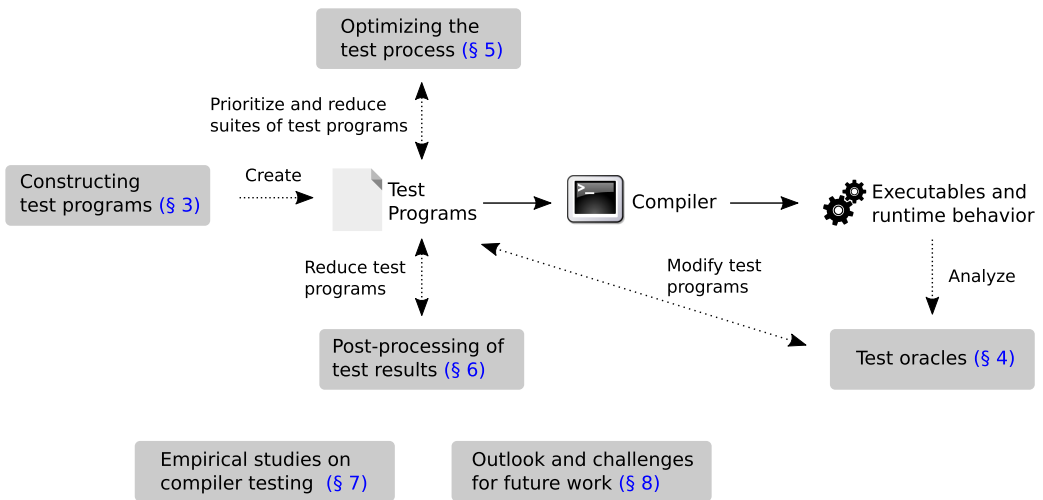 Optimizing the
test process (§ 5)
Prioritize and reduce
suites of test programs
Constructing
test programs (§ 3)
Create
Test
Programs
>_
Compiler
Executables and
runtime behavior
Reduce test
programs
Modify test
programs
Analyze
Post-processing of
test results (§ 6)
Test oracles (§ 4)
Empirical studies on
compiler testing (§ 7)
Outlook and challenges
for future work (§ 8)